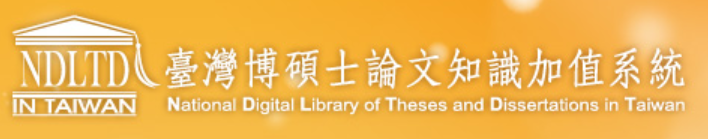 NDLTD
IN TAIWAN
臺灣博碩士論文知識加值系統
National Digital Library of Theses and Dissertations in Taiwan